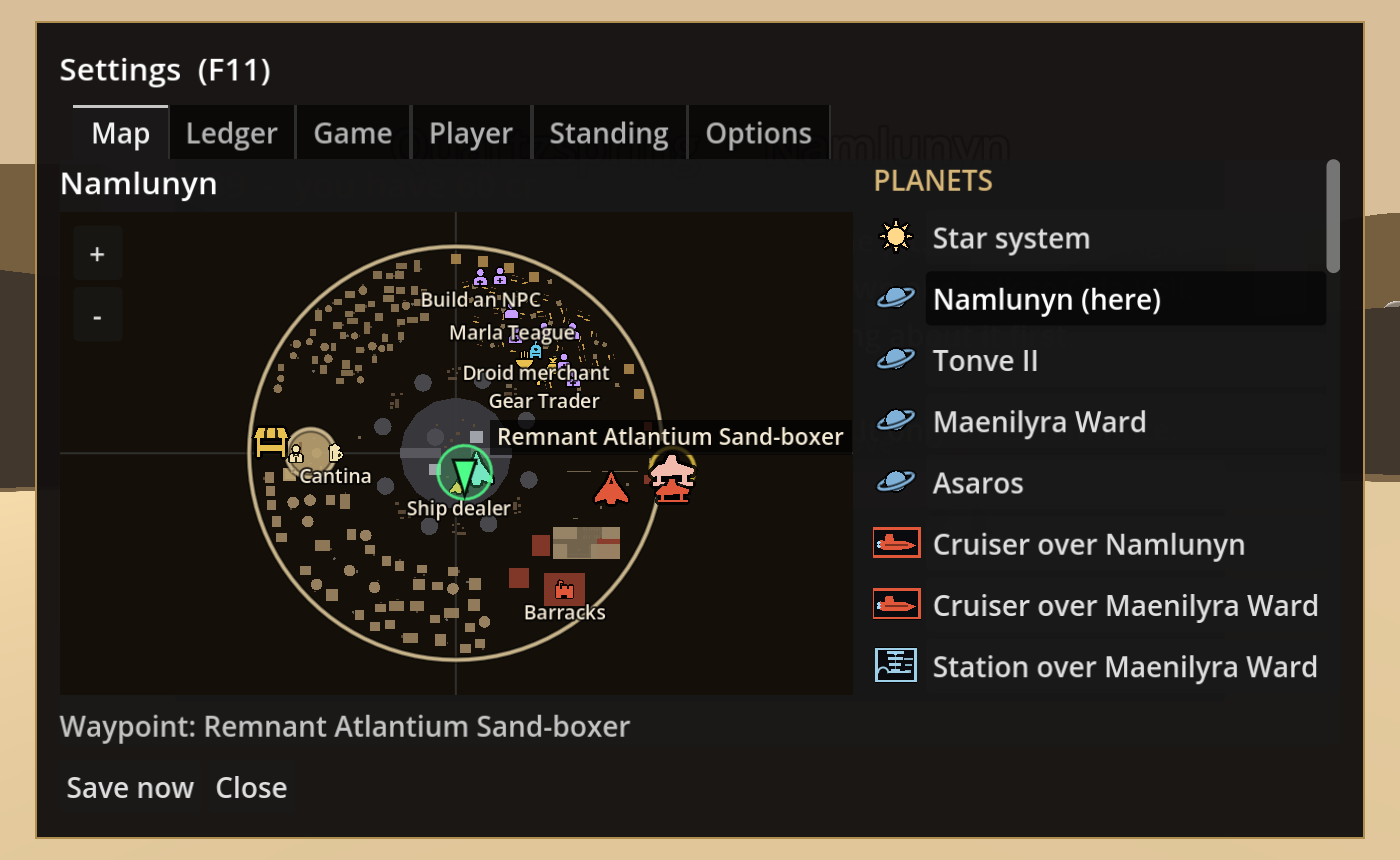 Settings (F11)
Map
Ledger
Game
Player
Standing
Options
Namlunyn
+
-
Build an NPC
Marla Teague
Droid merchant
Gear Trader
Remnant Atlantium Sand-boxer
Cantina
Ship dealer
Barracks
PLANETS
Star system
Namlunyn (here)
Tonve II
Maenilyra Ward
Asaros
Cruiser over Namlunyn
Cruiser over Maenilyra Ward
Station over Maenilyra Ward
Waypoint: Remnant Atlantium Sand-boxer
Save now
Close